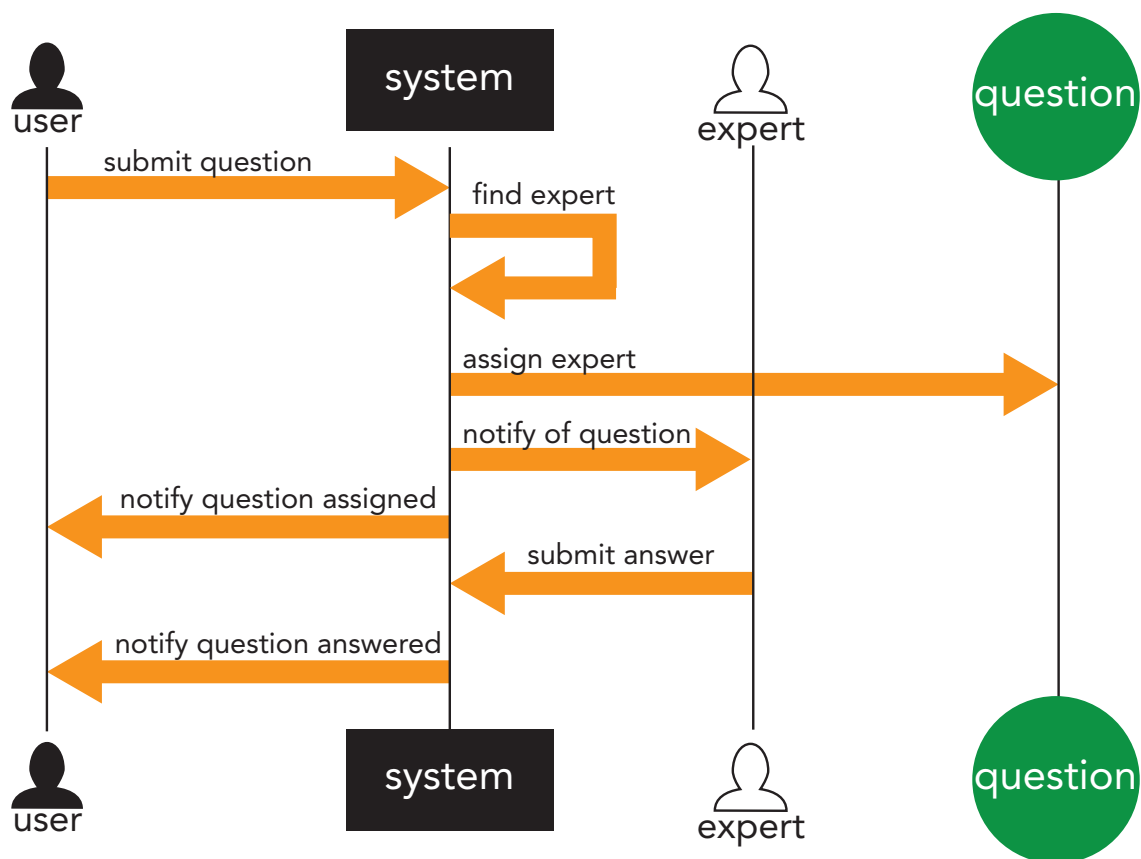 user
system
expert
question
submit question
find expert
assign expert
notify of question
notify question assigned
submit answer
notify question answered
user
system
expert
question